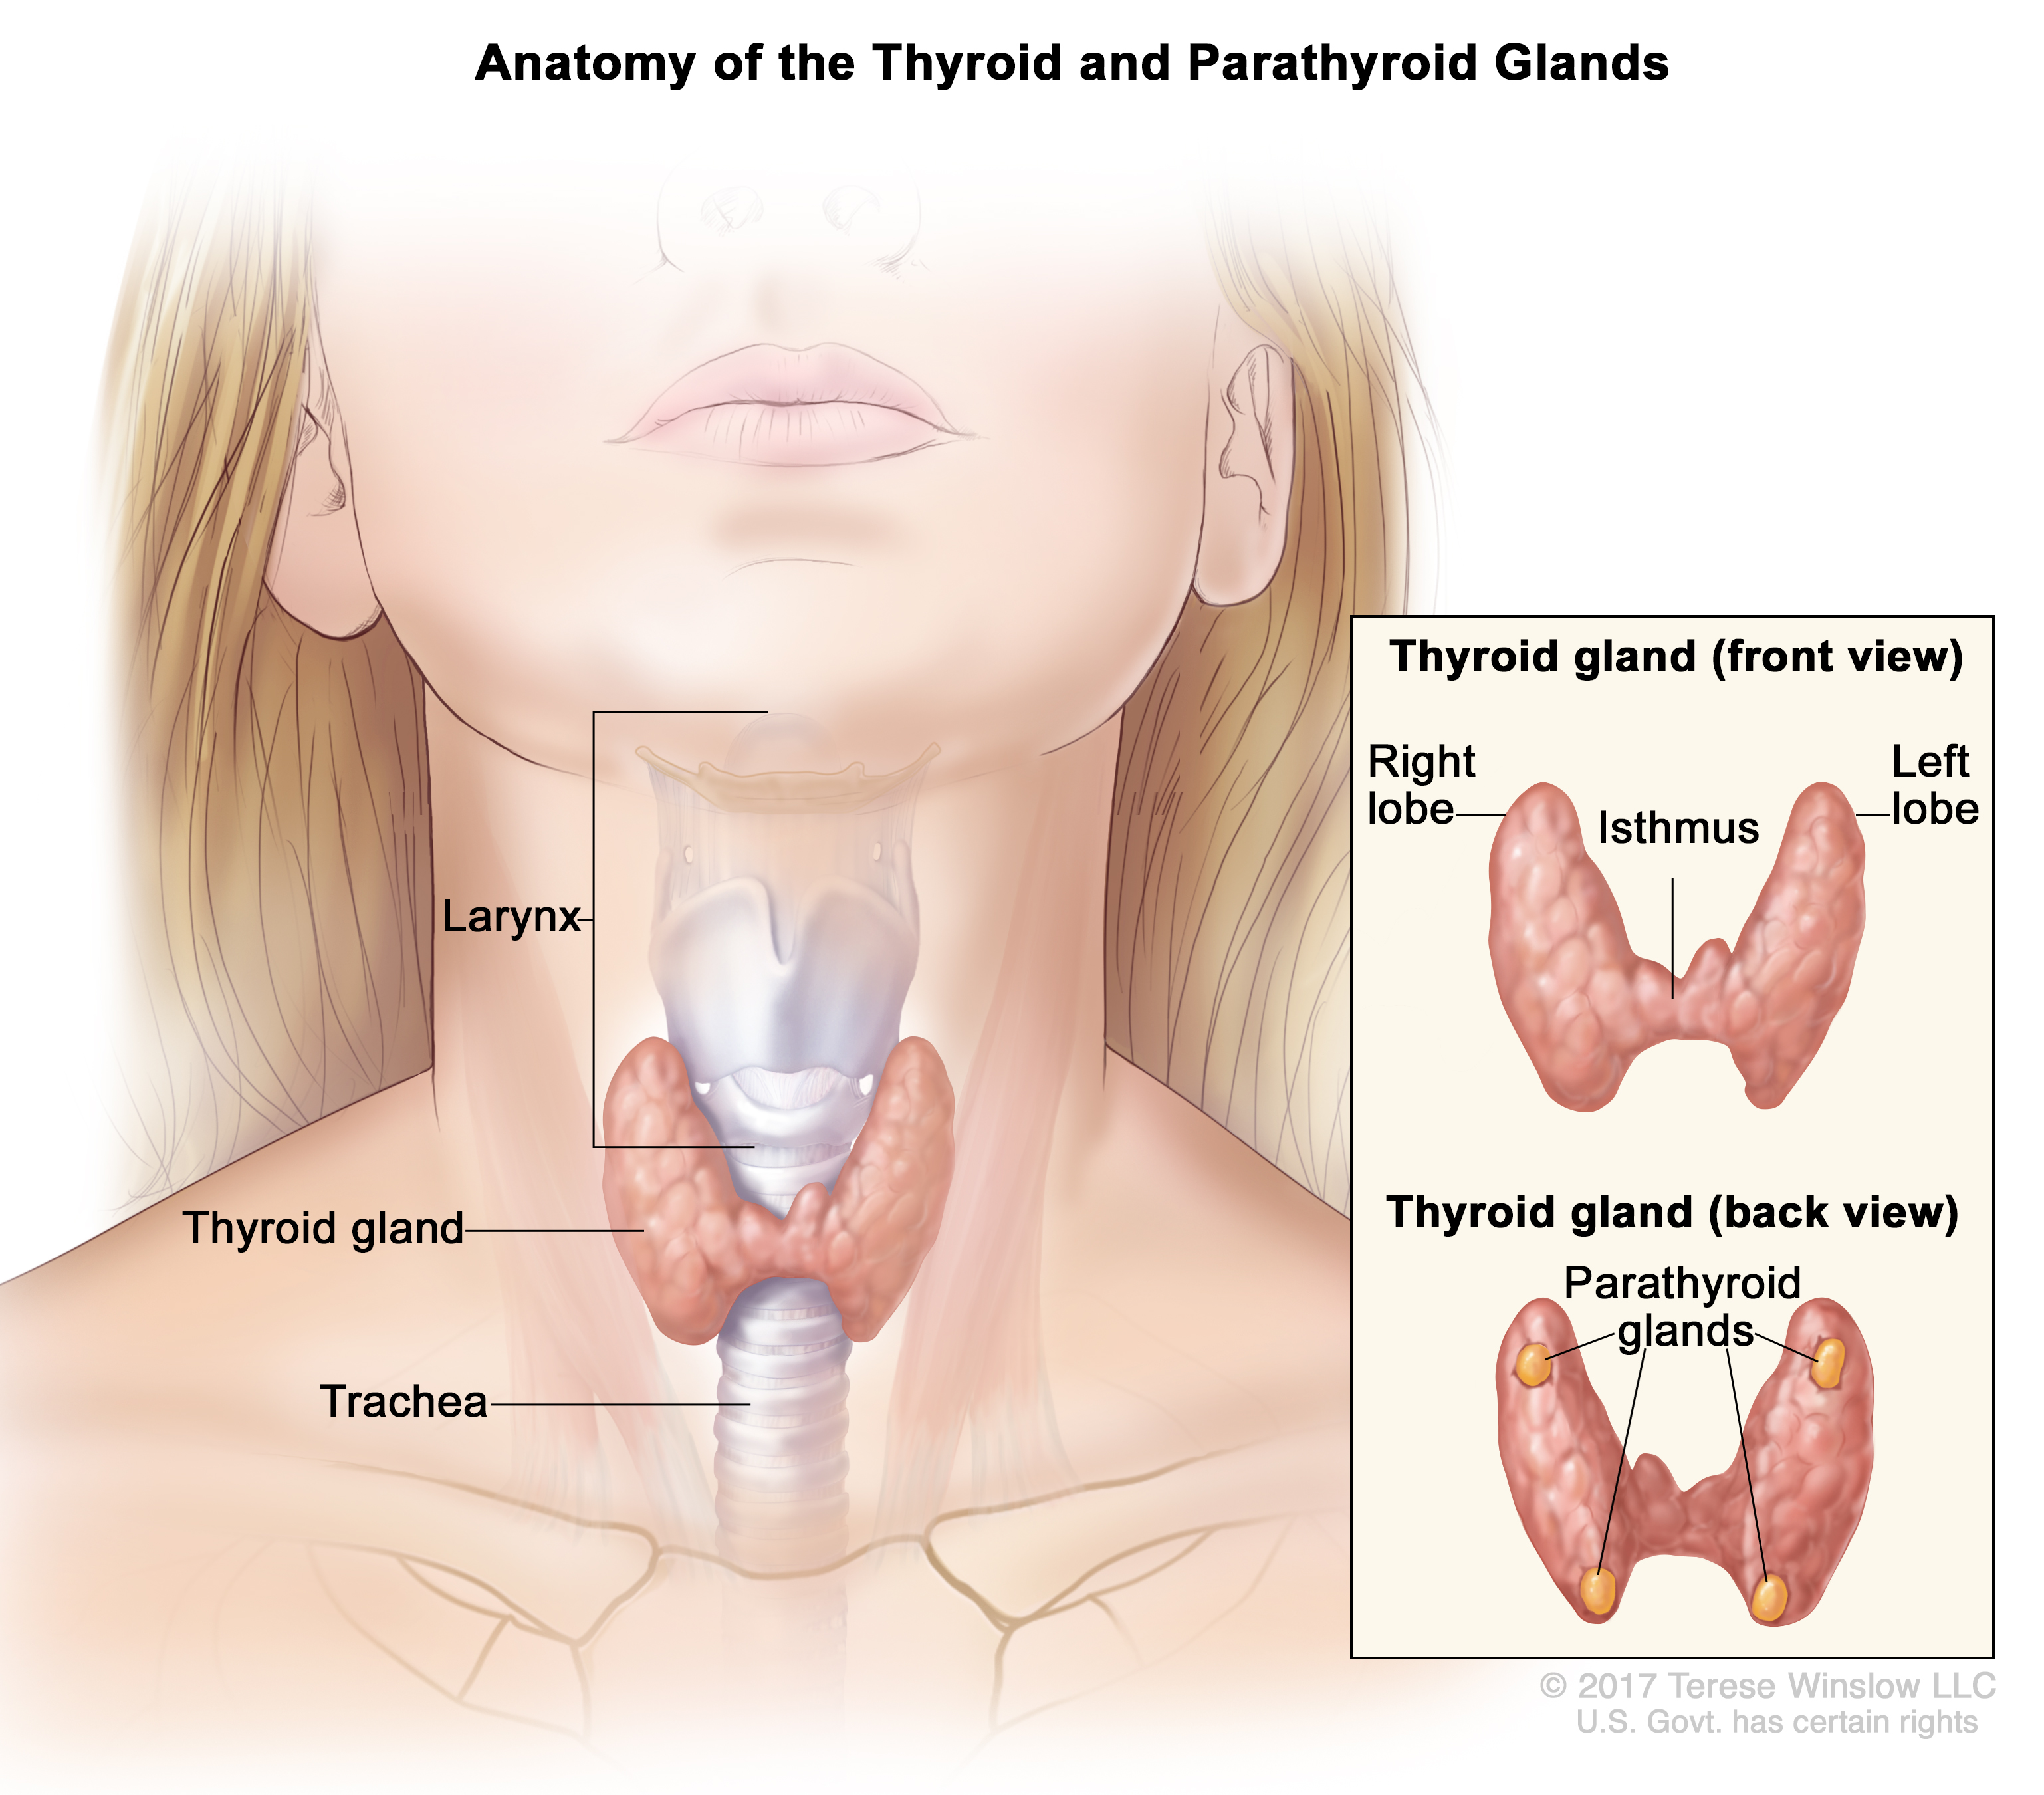 Anatomy of the Thyroid and Parathyroid Glands
Larynx
Thyroid gland
Trachea
Thyroid gland (front view)
Right
lobe
Isthmus
Left
lobe
Thyroid gland (back view)
Parathyroid
glands
© 2017 Terese Winslow LLC
U.S. Govt. has certain rights